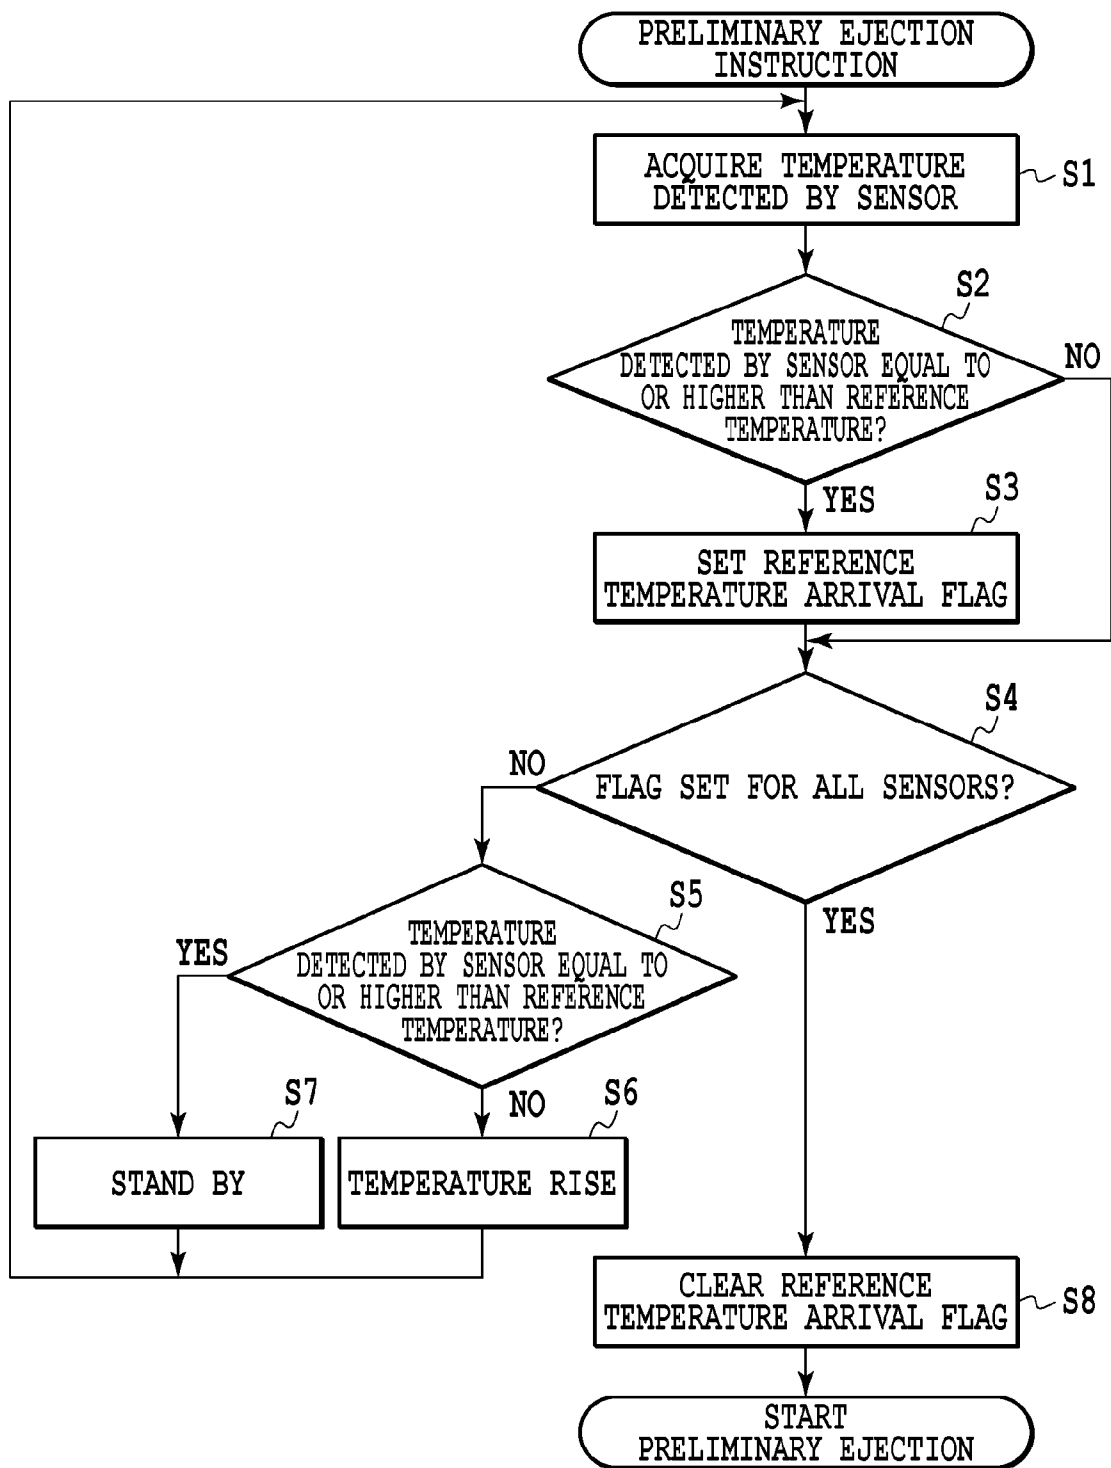 PRELIMINARY EJECTION
INSTRUCTION
ACQUIRE TEMPERATURE
DETECTED BY SENSOR
S1
S2
TEMPERATURE
DETECTED BY SENSOR EQUAL TO
OR HIGHER THAN REFERENCE
TEMPERATURE?
NO
YES
S3
SET REFERENCE
TEMPERATURE ARRIVAL FLAG
S4
NO
FLAG SET FOR ALL SENSORS?
YES
S5
YES
TEMPERATURE
DETECTED BY SENSOR EQUAL TO
OR HIGHER THAN REFERENCE
TEMPERATURE?
NO
S7
S6
STAND BY
TEMPERATURE RISE
CLEAR REFERENCE
TEMPERATURE ARRIVAL FLAG
S8
START
PRELIMINARY EJECTION